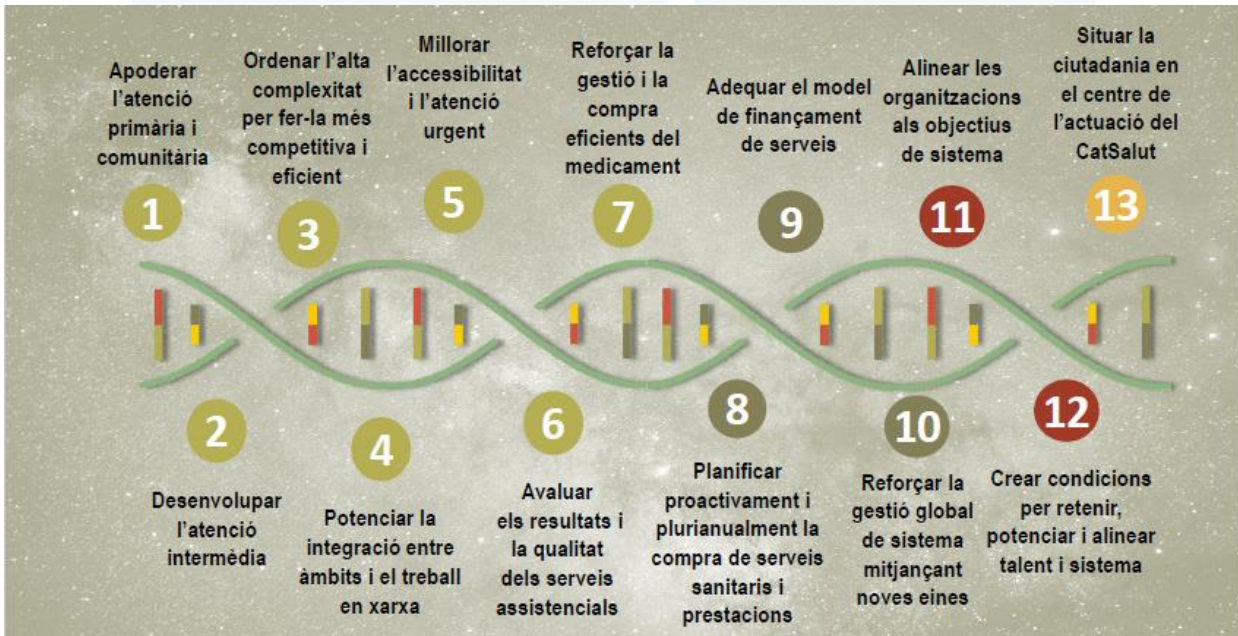 Apoderar
l'atenció
primària i
comunitària
1
2
Desenvolupar
l'atenció
intermèdia
Ordenar l'alta
complexitat
per fer-la més
competitiva i
eficient
3
4
Potenciar la
integració entre
àmbits i el treball
en xarxa
Millorar
l'accessibilitat
i l'atenció
urgent
5
6
Avaluar
els resultats i
la qualitat
dels serveis
assistencials
Reforçar la
gestió i la
compra
eficients del
medicament
7
8
Planificar
proactivament i
plurianualment la
compra de serveis
sanitaris i
prestacions
Adequar el model
de finançament
de serveis
9
10
Reforçar la
gestió global
de sistema
mitjançant
noves eines
Alinear les
organitzacions
als objectius
de sistema
11
12
Crear condicions
per retenir,
potenciar i alinear
talent i sistema
Situar la
ciutadania en
el centre de
l'actuació del
CatSalut
13